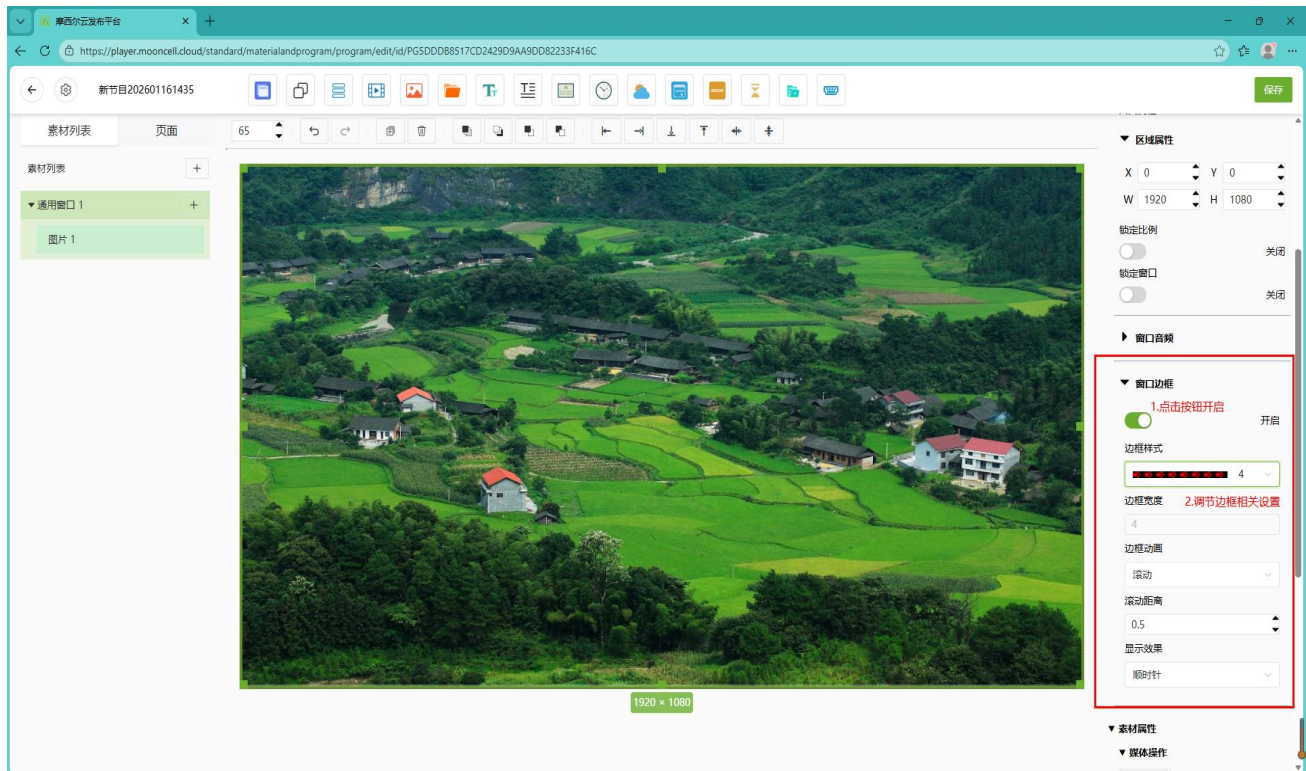 摩西尔云发布平台
https://player.mooncell.cloud/standard/materialandprogram/program/edit/id/PG5DDDB8517CD2429D9AA9DD82233F416C
新节目202601161435
保存
素材列表
页面
65
素材列表
通用窗口 1
图片 1
1920 × 1080
区域属性
X 0 Y 0
W 1920 H 1080
锁定比例
关闭
锁定窗口
关闭
窗口音频
窗口边框
1.点击按钮开启
开启
边框样式
4
边框宽度 2.调节边框相关设置
4
边框动画
滚动
滚动距离
0.5
显示效果
顺时针
素材属性
媒体操作